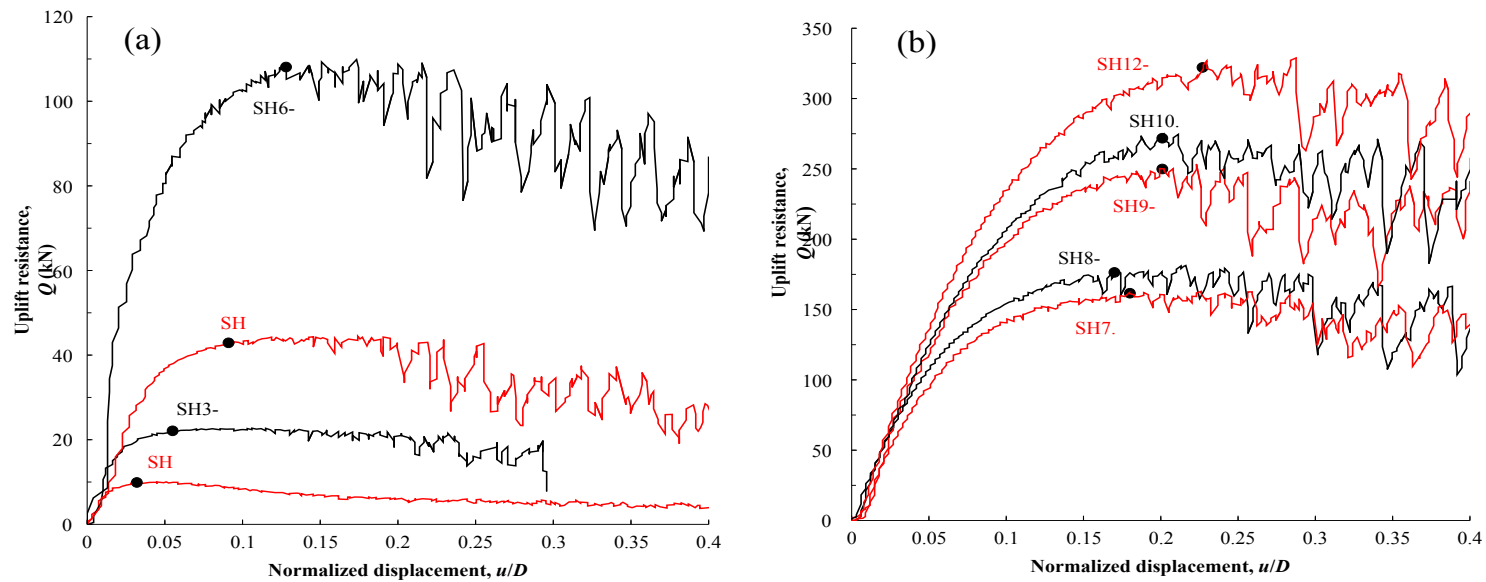 (a)
120
100
80
60
40
20
0
Uplift resistance,
Q (kN)
SH6-
SH
SH3-
SH
0 0.05 0.1 0.15 0.2 0.25 0.3 0.35 0.4
Normalized displacement, u/D
(b)
350
300
250
200
150
100
50
0
Uplift resistance,
Q (kN)
SH12-
SH10.
SH9-
SH8-
SH7.
0 0.05 0.1 0.15 0.2 0.25 0.3 0.35 0.4
Normalized displacement, u/D